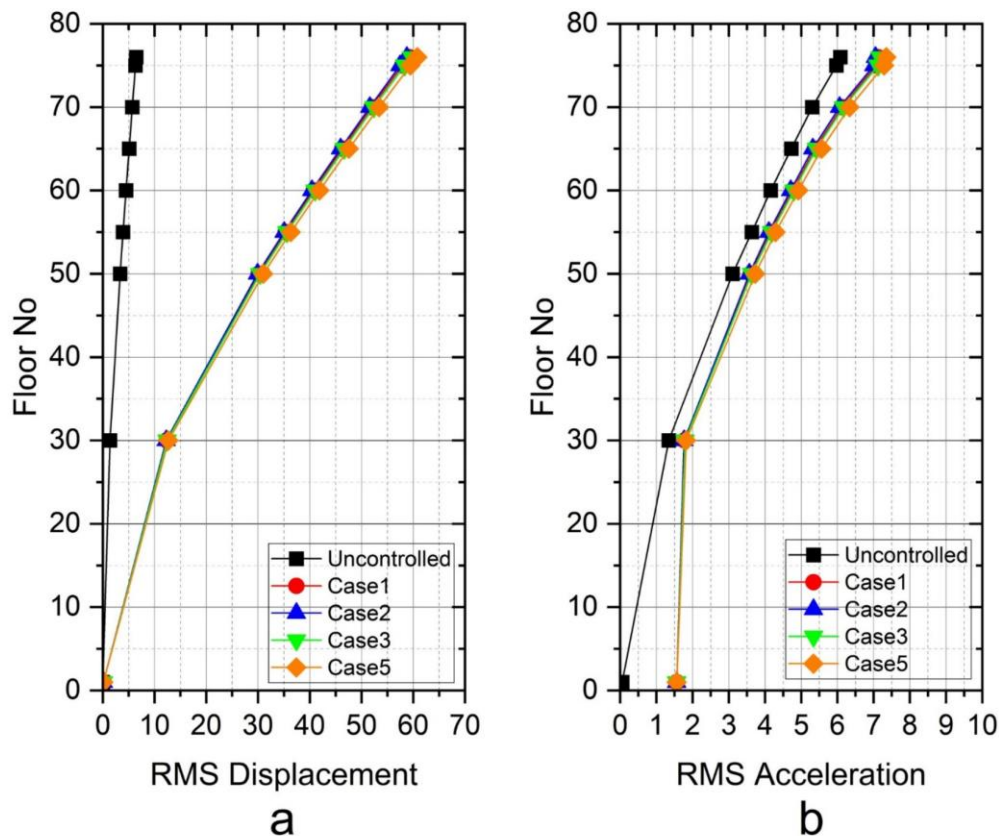 80
70
60
50
40
30
20
10
0
Floor No
0 10 20 30 40 50 60 70
RMS Displacement
a
Uncontrolled
Case1
Case2
Case3
Case5
80
70
60
50
40
30
20
10
0
Floor No
0 1 2 3 4 5 6 7 8 9 10
RMS Acceleration
b
Uncontrolled
Case1
Case2
Case3
Case5